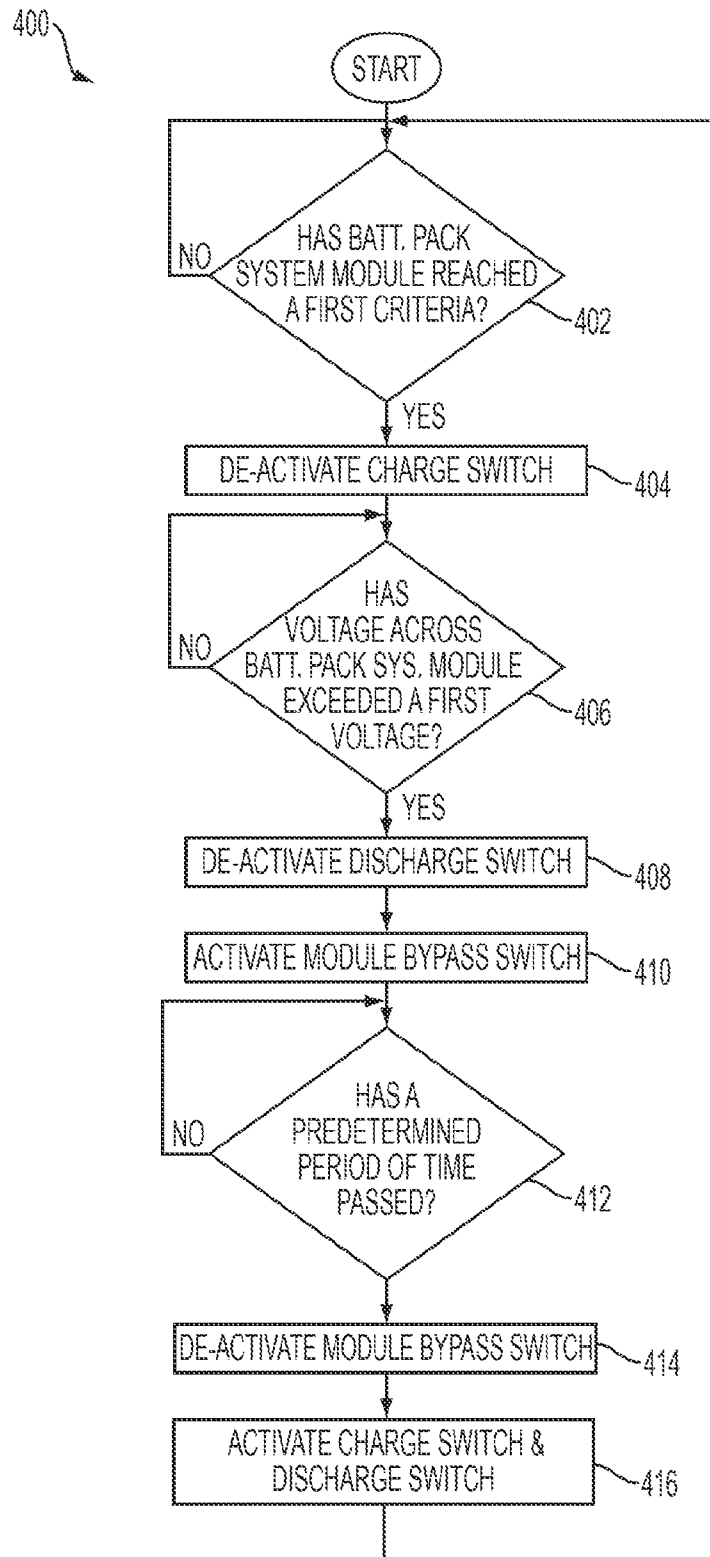 400
START
HAS BATT. PACK
SYSTEM MODULE REACHED
A FIRST CRITERIA?
NO
402
YES
DE-ACTIVATE CHARGE SWITCH
404
HAS
VOLTAGE ACROSS
BATT. PACK SYS. MODULE
EXCEEDED A FIRST
VOLTAGE?
NO
406
YES
DE-ACTIVATE DISCHARGE SWITCH
408
ACTIVATE MODULE BYPASS SWITCH
410
HAS A
PREDETERMINED
PERIOD OF TIME
PASSED?
NO
412
DE-ACTIVATE MODULE BYPASS SWITCH
414
ACTIVATE CHARGE SWITCH &
DISCHARGE SWITCH
416